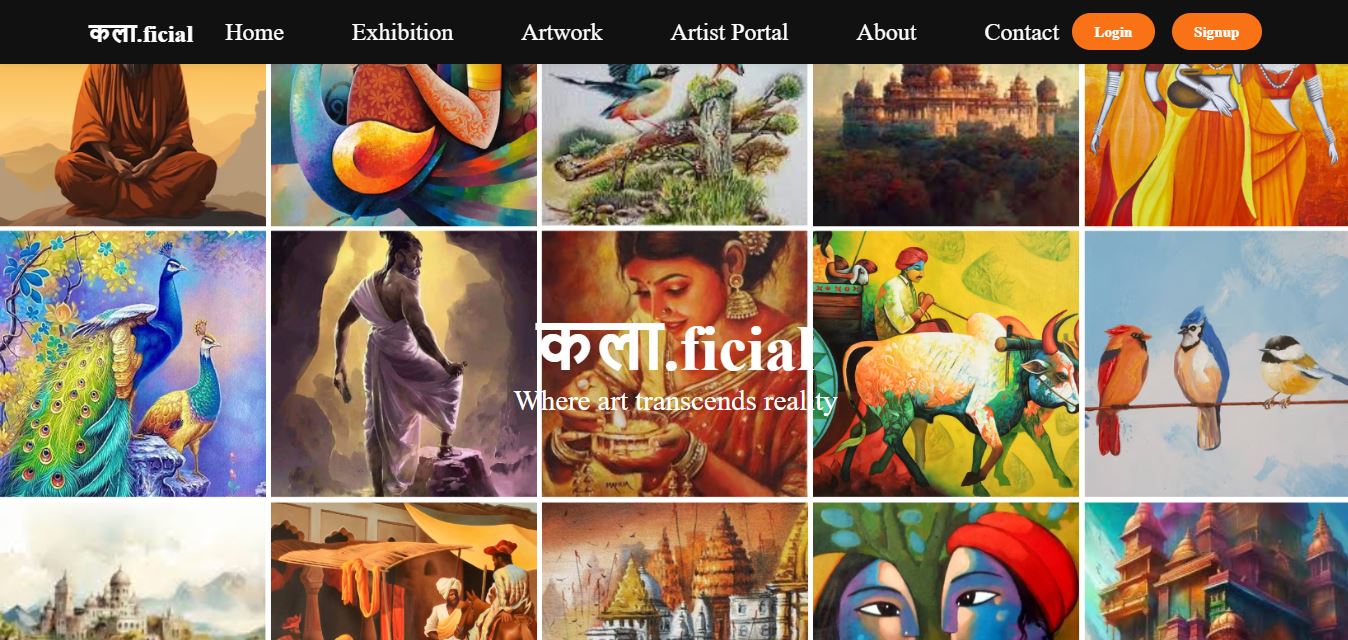 कला.ficial
Home
Exhibition
Artwork
Artist Portal
About
Contact
Login
Signup
कला.ficial
Where art transcends reality